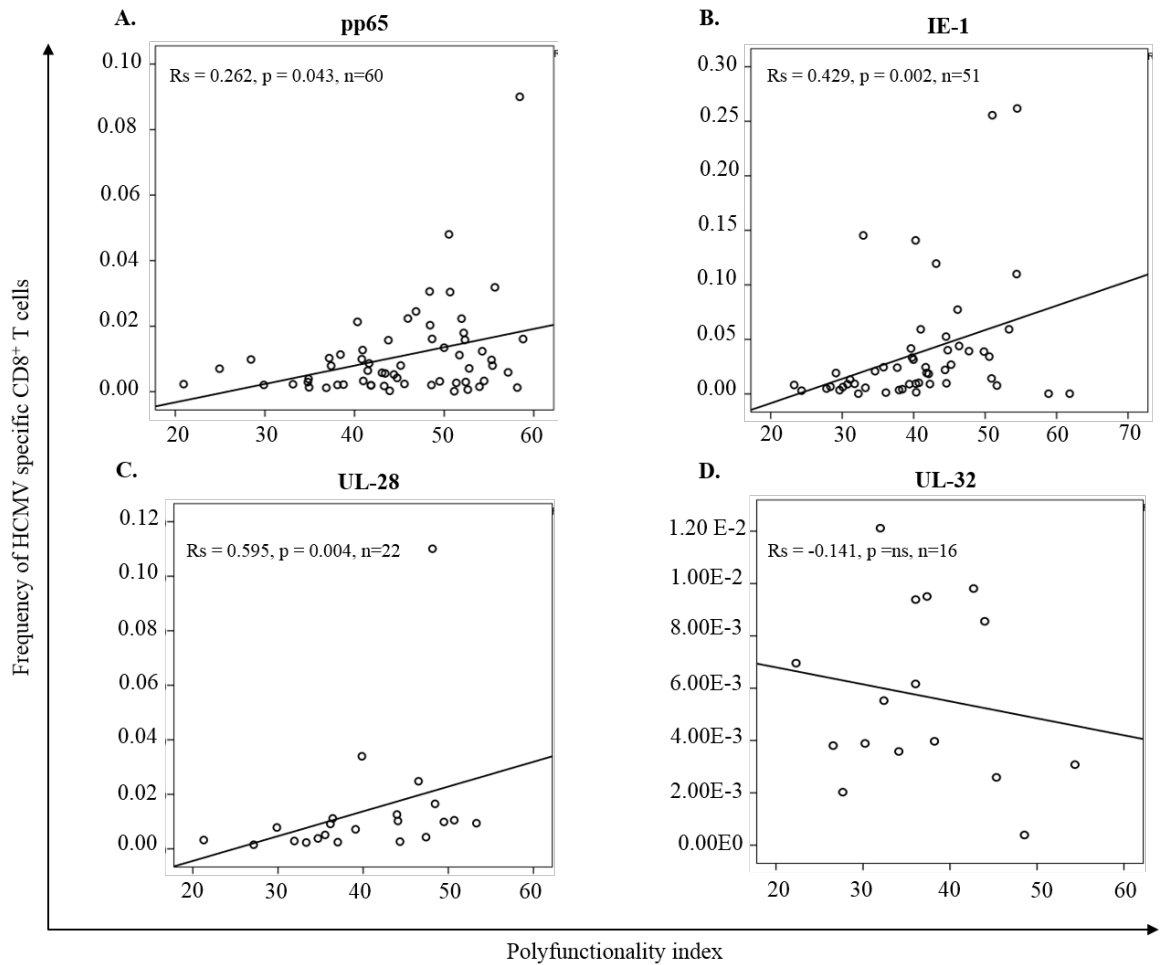 A.
pp65
Rs = 0.262, p = 0.043, n=60
0.10
0.08
0.06
0.04
0.02
0.00
20 30 40 50 60
B.
IE-1
Rs = 0.429, p = 0.002, n=51
0.30
0.25
0.20
0.15
0.10
0.05
0.00
20 30 40 50 60 70
C.
UL-28
Rs = 0.595, p = 0.004, n=22
0.12
0.10
0.08
0.06
0.04
0.02
0.00
20 30 40 50 60
D.
UL-32
Rs = -0.141, p =ns, n=16
1.20 E-2
1.00E-2
8.00E-3
6.00E-3
4.00E-3
2.00E-3
0.00E0
20 30 40 50 60
Frequency of HCMV specific CD8⁺ T cells
Polyfunctionality index